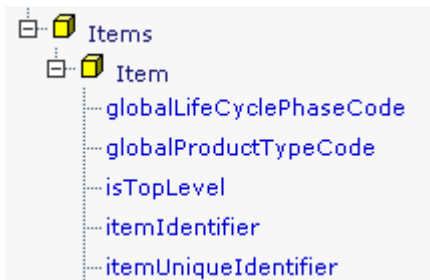 Items
Item
globalLifeCyclePhaseCode
globalProductTypeCode
isTopLevel
itemIdentifier
itemUniqueIdentifier